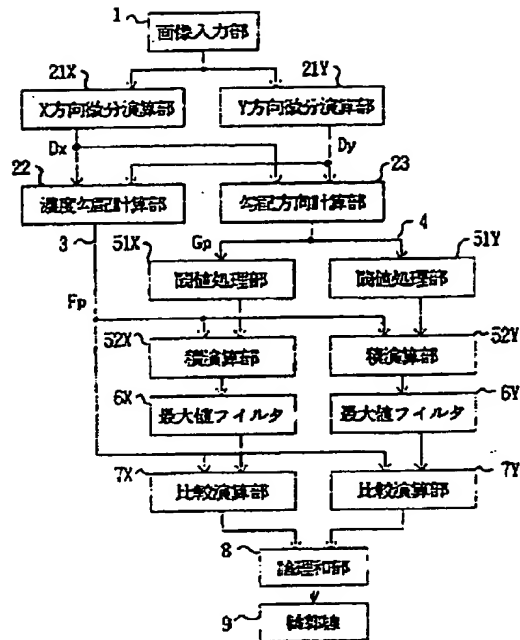 1
画像入力部
21X
21Y
X方向微分演算部
Y方向微分演算部
Dx
Dy
22
23
濃度勾配計算部
勾配方向計算部
3
Gp
4
51X
51Y
閾値処理部
閾値処理部
Fp
52X
52Y
積演算部
積演算部
6X
6Y
最大値フィルタ
最大値フィルタ
7X
7Y
比較演算部
比較演算部
8
論理和部
9